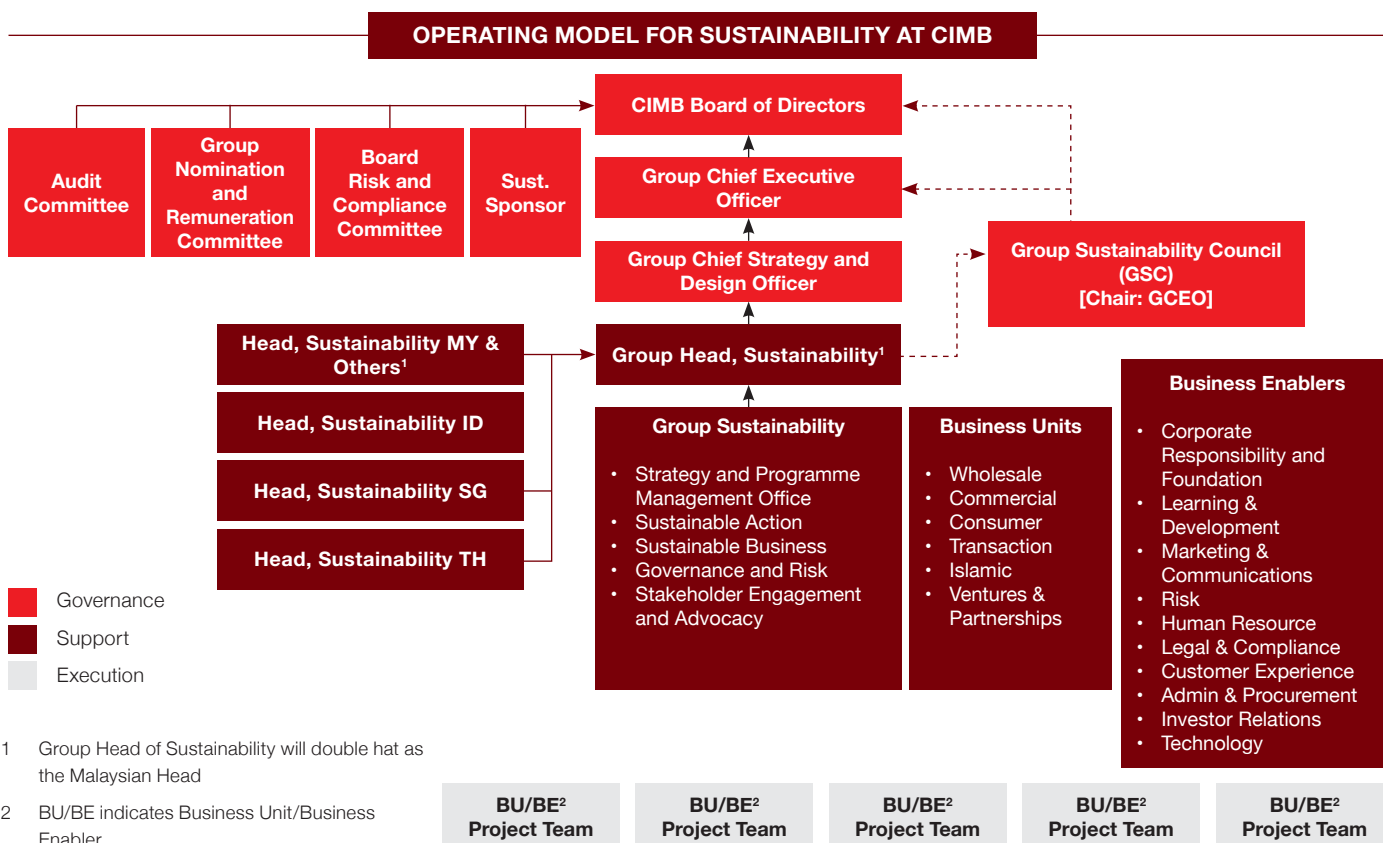 OPERATING MODEL FOR SUSTAINABILITY AT CIMB
CIMB Board of Directors
Audit
Committee
Group
Nomination
and
Remuneration
Committee
Board
Risk and
Compliance
Committee
Sust.
Sponsor
Group Chief Executive
Officer
Group Chief Strategy and
Design Officer
Group Sustainability Council
(GSC)
[Chair: GCEO]
Head, Sustainability MY &
Others¹
Head, Sustainability ID
Head, Sustainability SG
Head, Sustainability TH
Group Head, Sustainability¹
Group Sustainability
• Strategy and Programme
Management Office
• Sustainable Action
• Sustainable Business
• Governance and Risk
• Stakeholder Engagement
and Advocacy
Business Units
• Wholesale
• Commercial
• Consumer
• Transaction
• Islamic
• Ventures &
Partnerships
Business Enablers
• Corporate
Responsibility and
Foundation
• Learning &
Development
• Marketing &
Communications
• Risk
• Human Resource
• Legal & Compliance
• Customer Experience
• Admin & Procurement
• Investor Relations
• Technology
Governance
Support
Execution
1 Group Head of Sustainability will double hat as
the Malaysian Head
2 BU/BE indicates Business Unit/Business
Enabler
BU/BE²
Project Team
BU/BE²
Project Team
BU/BE²
Project Team
BU/BE²
Project Team
BU/BE²
Project Team